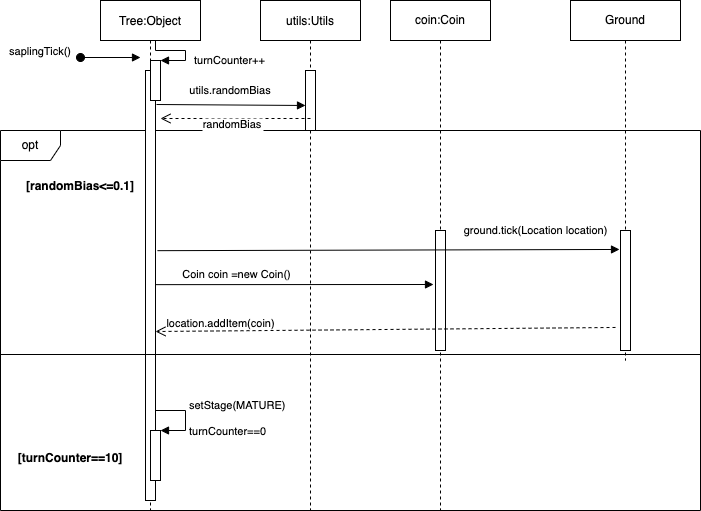 Tree:Object
utils:Utils
coin:Coin
Ground
saplingTick()
turnCounter++
utils.randomBias
randomBias
opt
[randomBias<=0.1]
ground.tick(Location location)
Coin coin =new Coin()
location.addItem(coin)
setStage(MATURE)
turnCounter==0
[turnCounter==10]